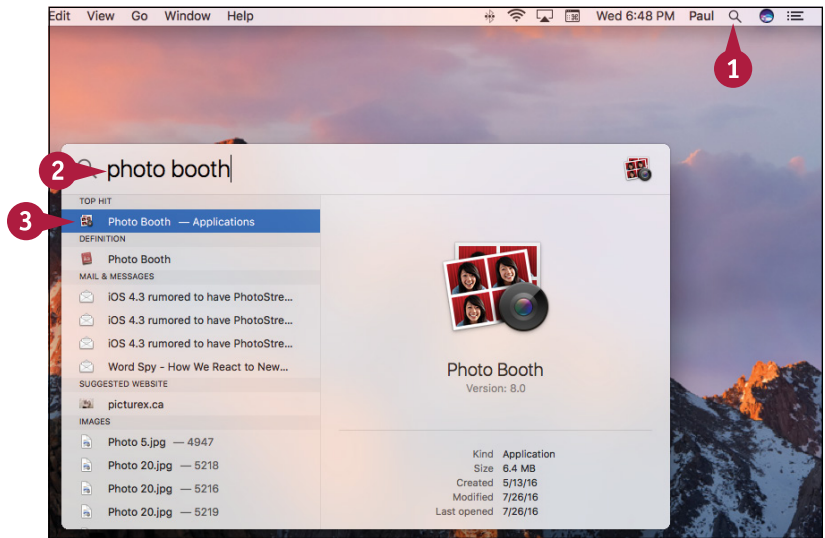 Edit View Go Window Help Wed 6:48 PM Paul
1
2 photo booth
TOP HIT
3 Photo Booth — Applications
DEFINITION
Photo Booth
MAIL & MESSAGES
iOS 4.3 rumored to have PhotoStre...
iOS 4.3 rumored to have PhotoStre...
iOS 4.3 rumored to have PhotoStre...
Word Spy - How We React to New...
SUGGESTED WEBSITE
picturex.ca
IMAGES
Photo 5.jpg — 4947
Photo 20.jpg — 5218
Photo 20.jpg — 5216
Photo 20.jpg — 5219
Photo Booth
Version: 8.0
Kind Application
Size 6.4 MB
Created 5/13/16
Modified 7/26/16
Last opened 7/26/16